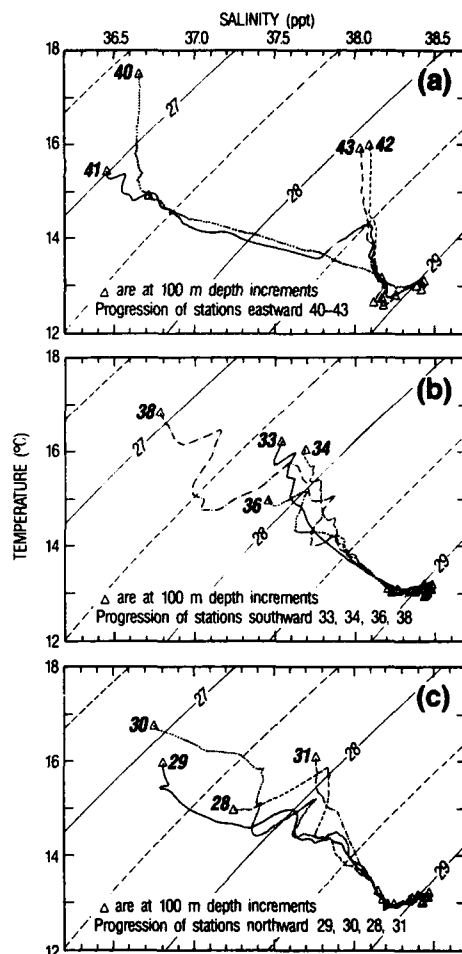 SALINITY (ppt)
36.5 37.0 37.5 38.0 38.5
18
16
14
12
(a)
40
41
43 42
27
28
29
△ are at 100 m depth increments
Progression of stations eastward 40–43
TEMPERATURE (ºC)
18
16
14
12
(b)
38
33
34
36
27
28
29
△ are at 100 m depth increments
Progression of stations southward 33, 34, 36, 38
18
16
14
12
(c)
30
29
28
31
27
28
29
△ are at 100 m depth increments
Progression of stations northward 29, 30, 28, 31